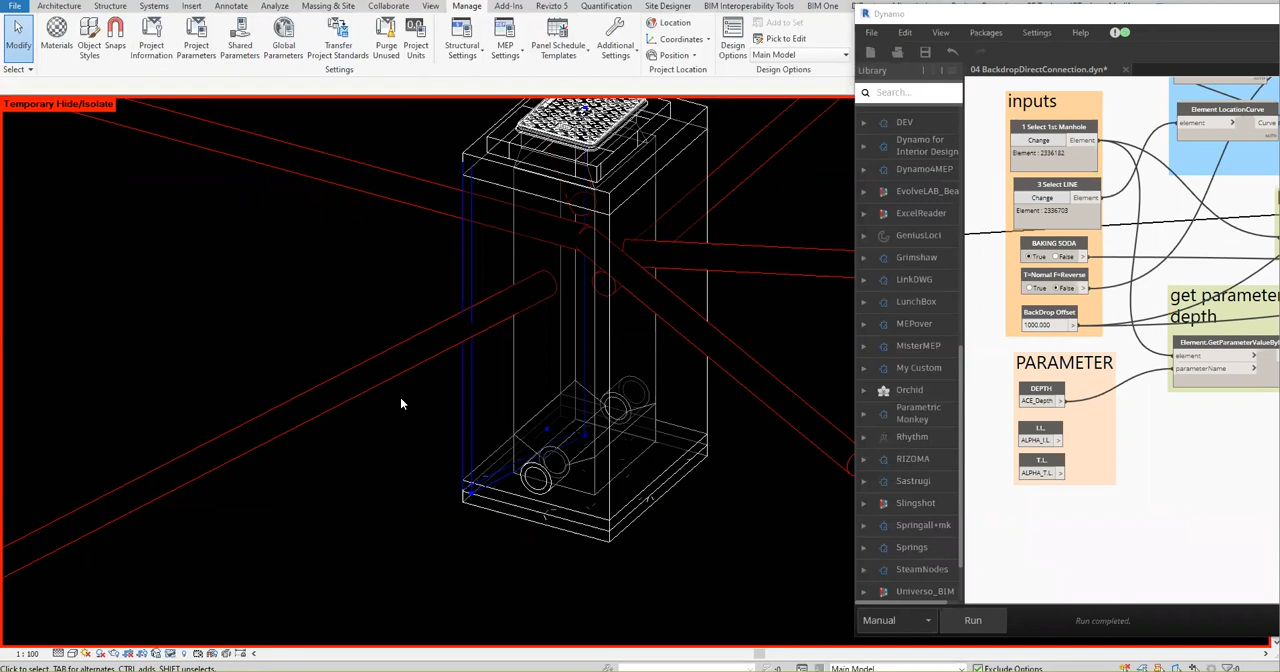 File Architecture Structure Systems Insert Annotate Analyze Massing & Site Collaborate View Manage Add-Ins Revizto 5 Quantification Site Designer BIM Interoperability Tools BIM One
Modify
Materials
Object Styles
Snaps
Project Information
Project Parameters
Shared Parameters
Global Parameters
Transfer Project Standards
Purge Unused
Project Units
Structural Settings
MEP Settings
Panel Schedule Templates
Additional Settings
Location
Coordinates
Position
Design Options
Add to Set
Pick to Edit
Main Model
Select
Settings
Project Location
Design Options
Temporary Hide/Isolate
Dynamo
File Edit View Packages Settings Help
Library
04 BackdropDirectConnection.dyn*
Search...
DEV
Dynamo for Interior Design
Dynamo4MEP
EvolveLAB_Bea
ExcelReader
GeniusLoci
Grimshaw
LinkDWG
LunchBox
MEPover
MisterMEP
My Custom
Orchid
Parametric Monkey
Rhythm
RIZOMA
Sastrugi
Slingshot
Springall+mk
Springs
SteamNodes
Universo_BIM
inputs
1 Select 1st Manhole
Change Element
Element : 2336182
3 Select LINE
Change Element
Element : 2336703
BAKING SODA
True False >
T=Nomal F=Reverse
True False >
BackDrop Offset
1000.000 >
PARAMETER
DEPTH
ACE_Depth >
I.L.
ALPHA_I.L. >
T.L.
ALPHA_T.L. >
Element LocationCurve
element > Curve
get parameter
depth
Element.GetParameterValueBy
element >
parameterName >
Manual
Run
Run completed.
1 : 100
Click to select, TAB for alternates, CTRL adds, SHIFT unselects.
:0
Main Model
Exclude Options